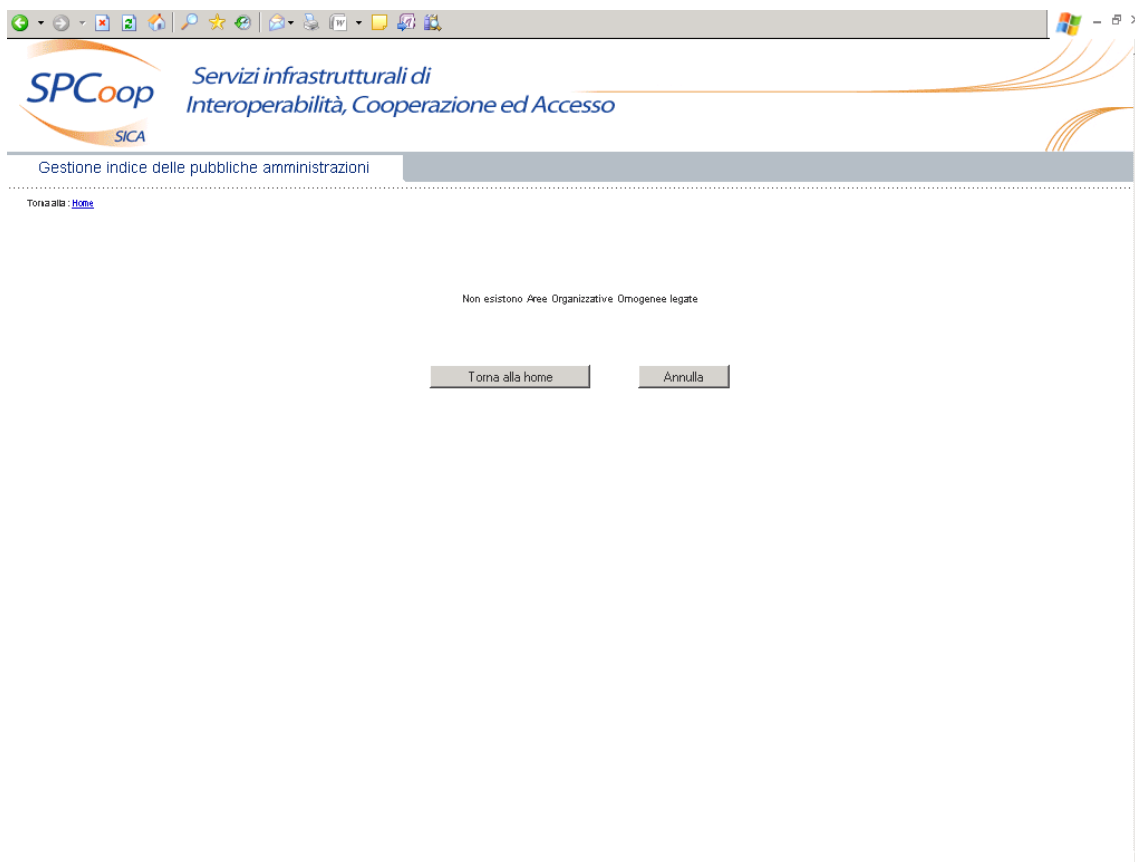 SPCoop
SICA
Servizi infrastrutturali di
Interoperabilità, Cooperazione ed Accesso
Gestione indice delle pubbliche amministrazioni
Torna alla : Home
Non esistono Aree Organizzative Omogenee legate
Torna alla home
Annulla